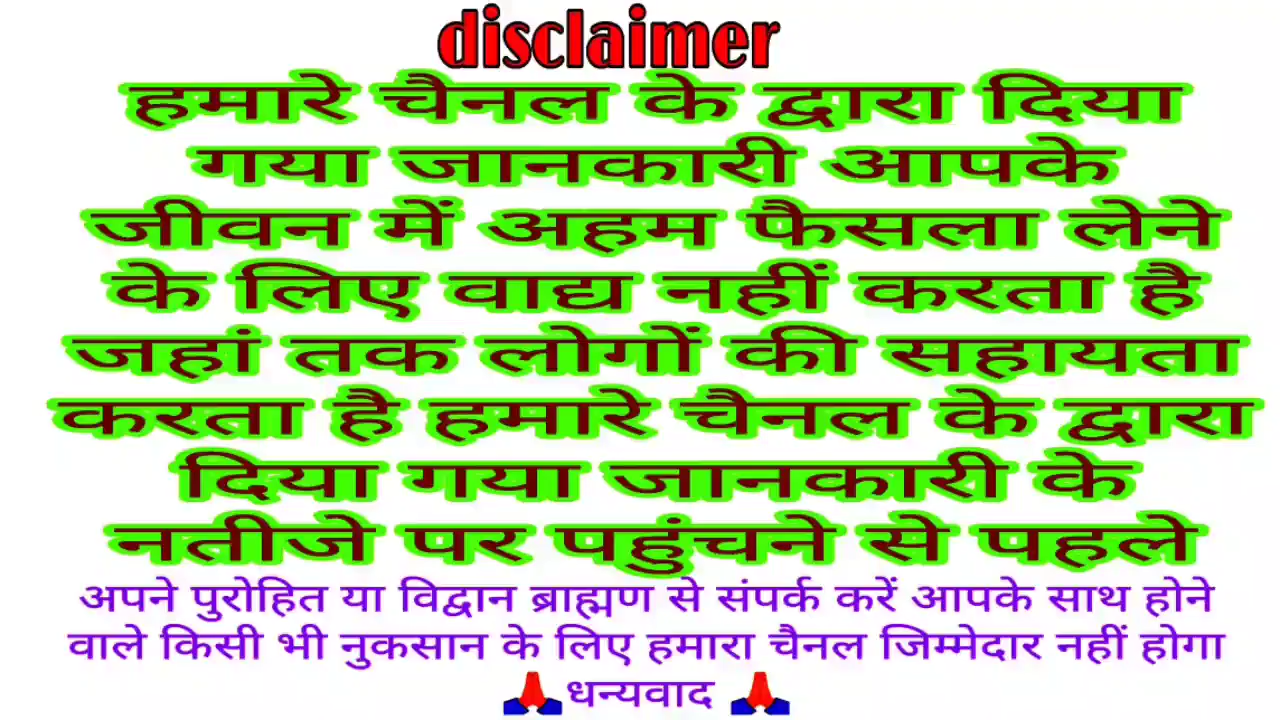 disclaimer
हमारे चैनल के द्वारा दिया
गया जानकारी आपके
जीवन में अहम फैसला लेने
के लिए वाद्य नहीं करता है
जहां तक लोगों की सहायता
करता है हमारे चैनल के द्वारा
दिया गया जानकारी के
नतीजे पर पहुंचने से पहले
अपने पुरोहित या विद्वान ब्राह्मण से संपर्क करें आपके साथ होने
वाले किसी भी नुकसान के लिए हमारा चैनल जिम्मेदार नहीं होगा
🙏धन्यवाद 🙏